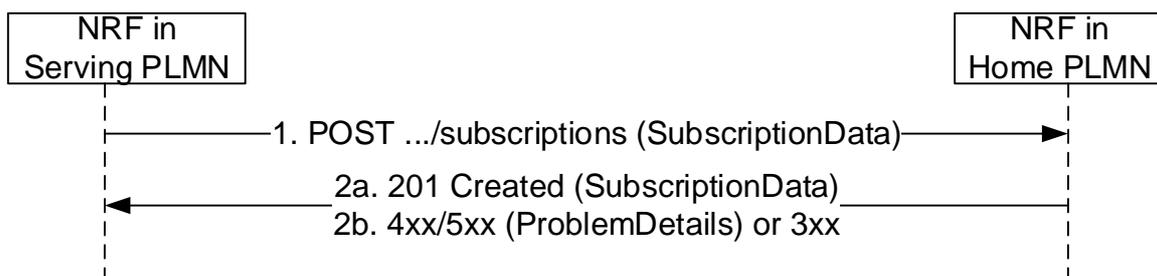 NRF in
Serving PLMN
NRF in
Home PLMN
1. POST .../subscriptions (SubscriptionData)
2a. 201 Created (SubscriptionData)
2b. 4xx/5xx (ProblemDetails) or 3xx